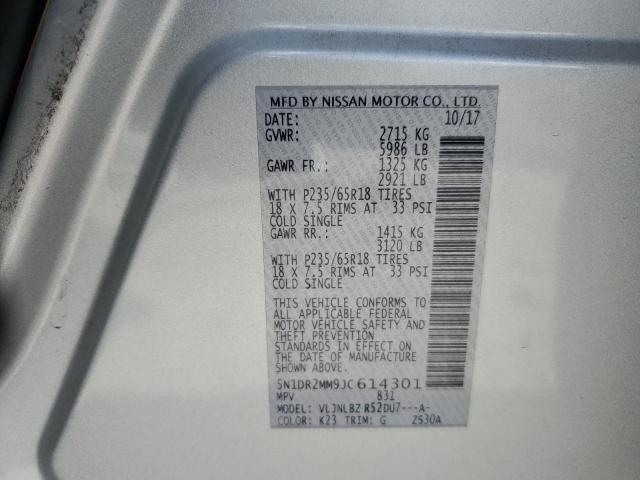 MFD BY NISSAN MOTOR CO., LTD.
DATE: 10/17
GVWR: 2715 KG
5986 LB
GAWR FR.: 1325 KG
2921 LB
WITH P235/65R18 TIRES
18 X 7.5 RIMS AT 33 PSI
COLD SINGLE
GAWR RR.: 1415 KG
3120 LB
WITH P235/65R18 TIRES
18 X 7.5 RIMS AT 33 PSI
COLD SINGLE
THIS VEHICLE CONFORMS TO
ALL APPLICABLE FEDERAL
MOTOR VEHICLE SAFETY AND
THEFT PREVENTION
STANDARDS IN EFFECT ON
THE DATE OF MANUFACTURE
SHOWN ABOVE.
5N1DR2MM9JC614301
MPV 831
MODEL: VLJNLBZ R52DU7---A-
COLOR: K23 TRIM: G ZS30A